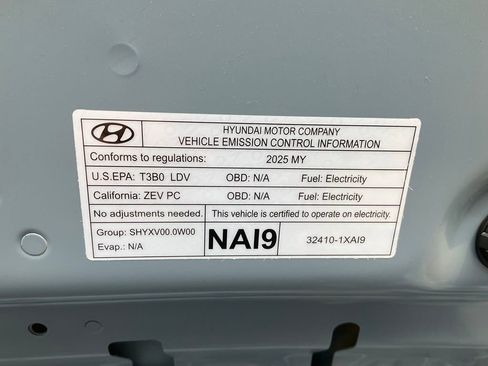 HYUNDAI MOTOR COMPANY
VEHICLE EMISSION CONTROL INFORMATION
Conforms to regulations: 2025 MY
U.S.EPA: T3B0 LDV OBD: N/A Fuel: Electricity
California: ZEV PC OBD: N/A Fuel: Electricity
No adjustments needed. This vehicle is certified to operate on electricity.
Group: SHYXV00.0W00
Evap.: N/A
NAI9
32410-1XAI9